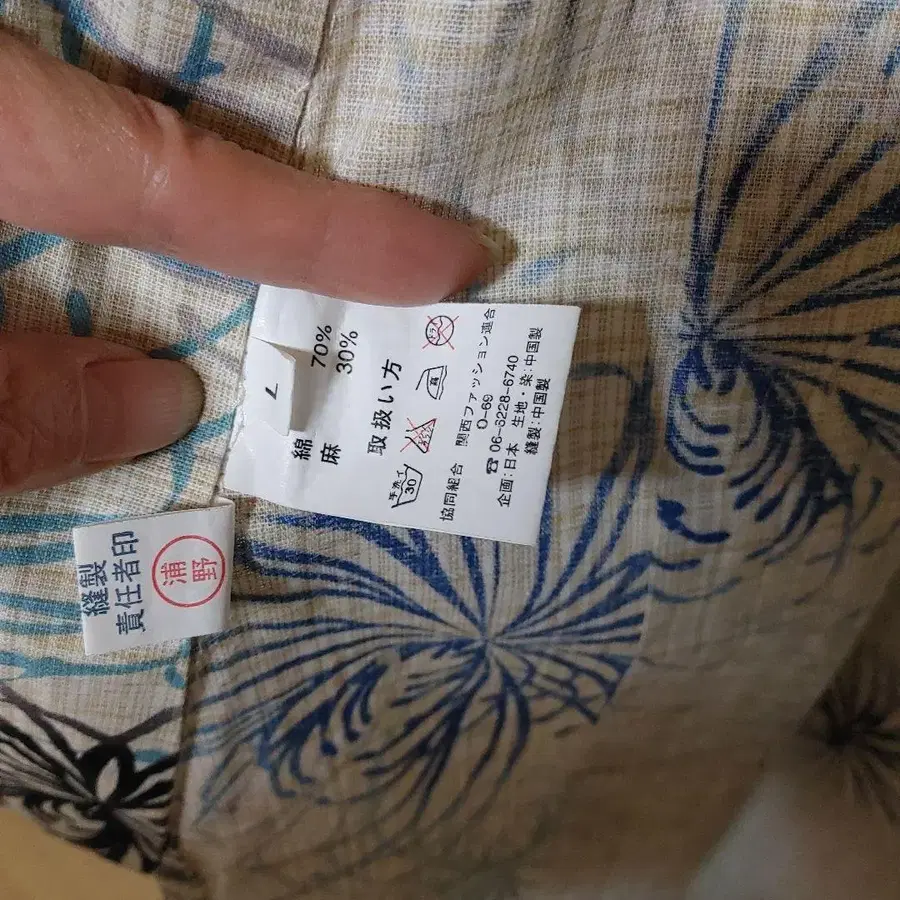 L
綿 70%
麻 30%
取扱い方
手洗イ
30
協同組合 関西ファッション連合
O-69
☎06-6228-6740
企画:日本 生地・染:中国製
縫製:中国製
縫製
責任者印
浦野